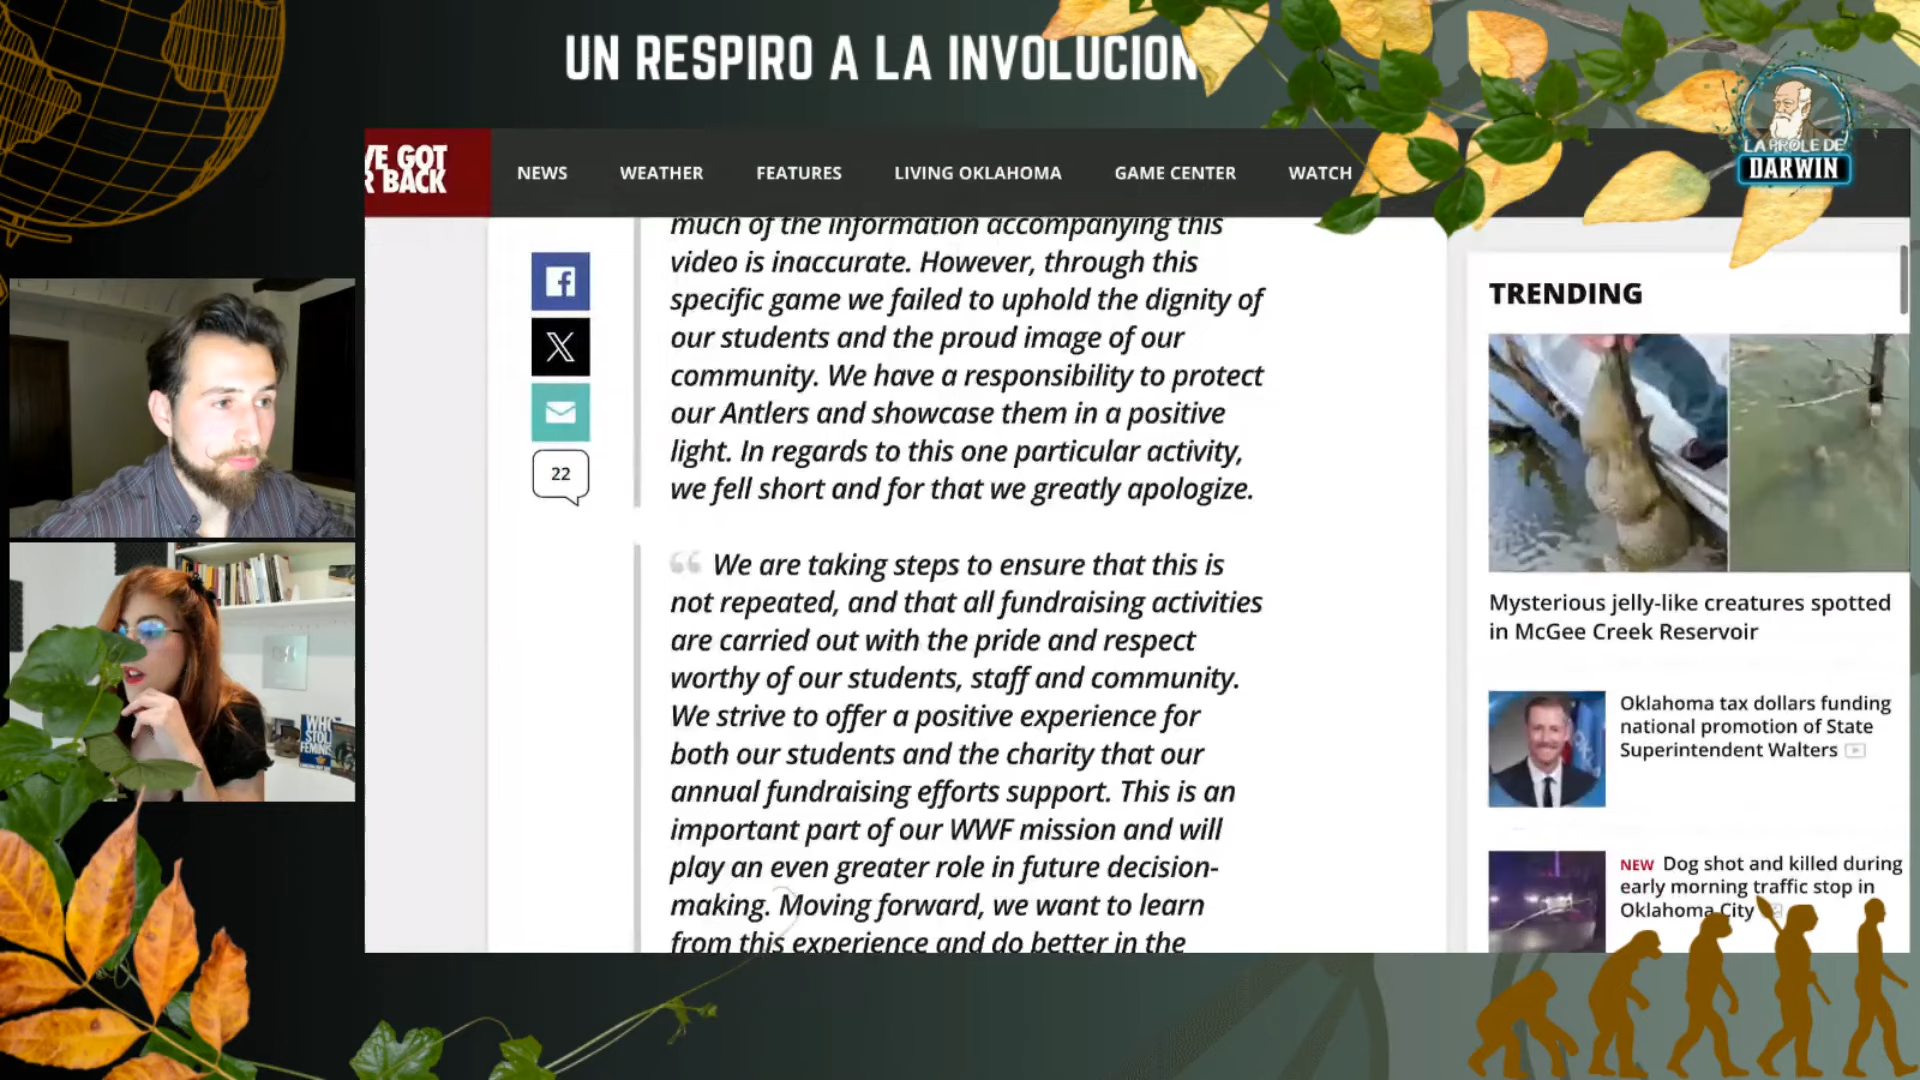 UN RESPIRO A LA INVOLUCION
LA PROLE DE
DARWIN
VE GOT
R BACK
NEWS
WEATHER
FEATURES
LIVING OKLAHOMA
GAME CENTER
WATCH
much of the information accompanying this
video is inaccurate. However, through this
specific game we failed to uphold the dignity of
our students and the proud image of our
community. We have a responsibility to protect
our Antlers and showcase them in a positive
light. In regards to this one particular activity,
we fell short and for that we greatly apologize.
22
“ We are taking steps to ensure that this is
not repeated, and that all fundraising activities
are carried out with the pride and respect
worthy of our students, staff and community.
We strive to offer a positive experience for
both our students and the charity that our
annual fundraising efforts support. This is an
important part of our WWF mission and will
play an even greater role in future decision-
making. Moving forward, we want to learn
from this experience and do better in the
TRENDING
Mysterious jelly-like creatures spotted
in McGee Creek Reservoir
Oklahoma tax dollars funding
national promotion of State
Superintendent Walters
NEW Dog shot and killed during
early morning traffic stop in
Oklahoma City
WHO
STOL
FEMINIS